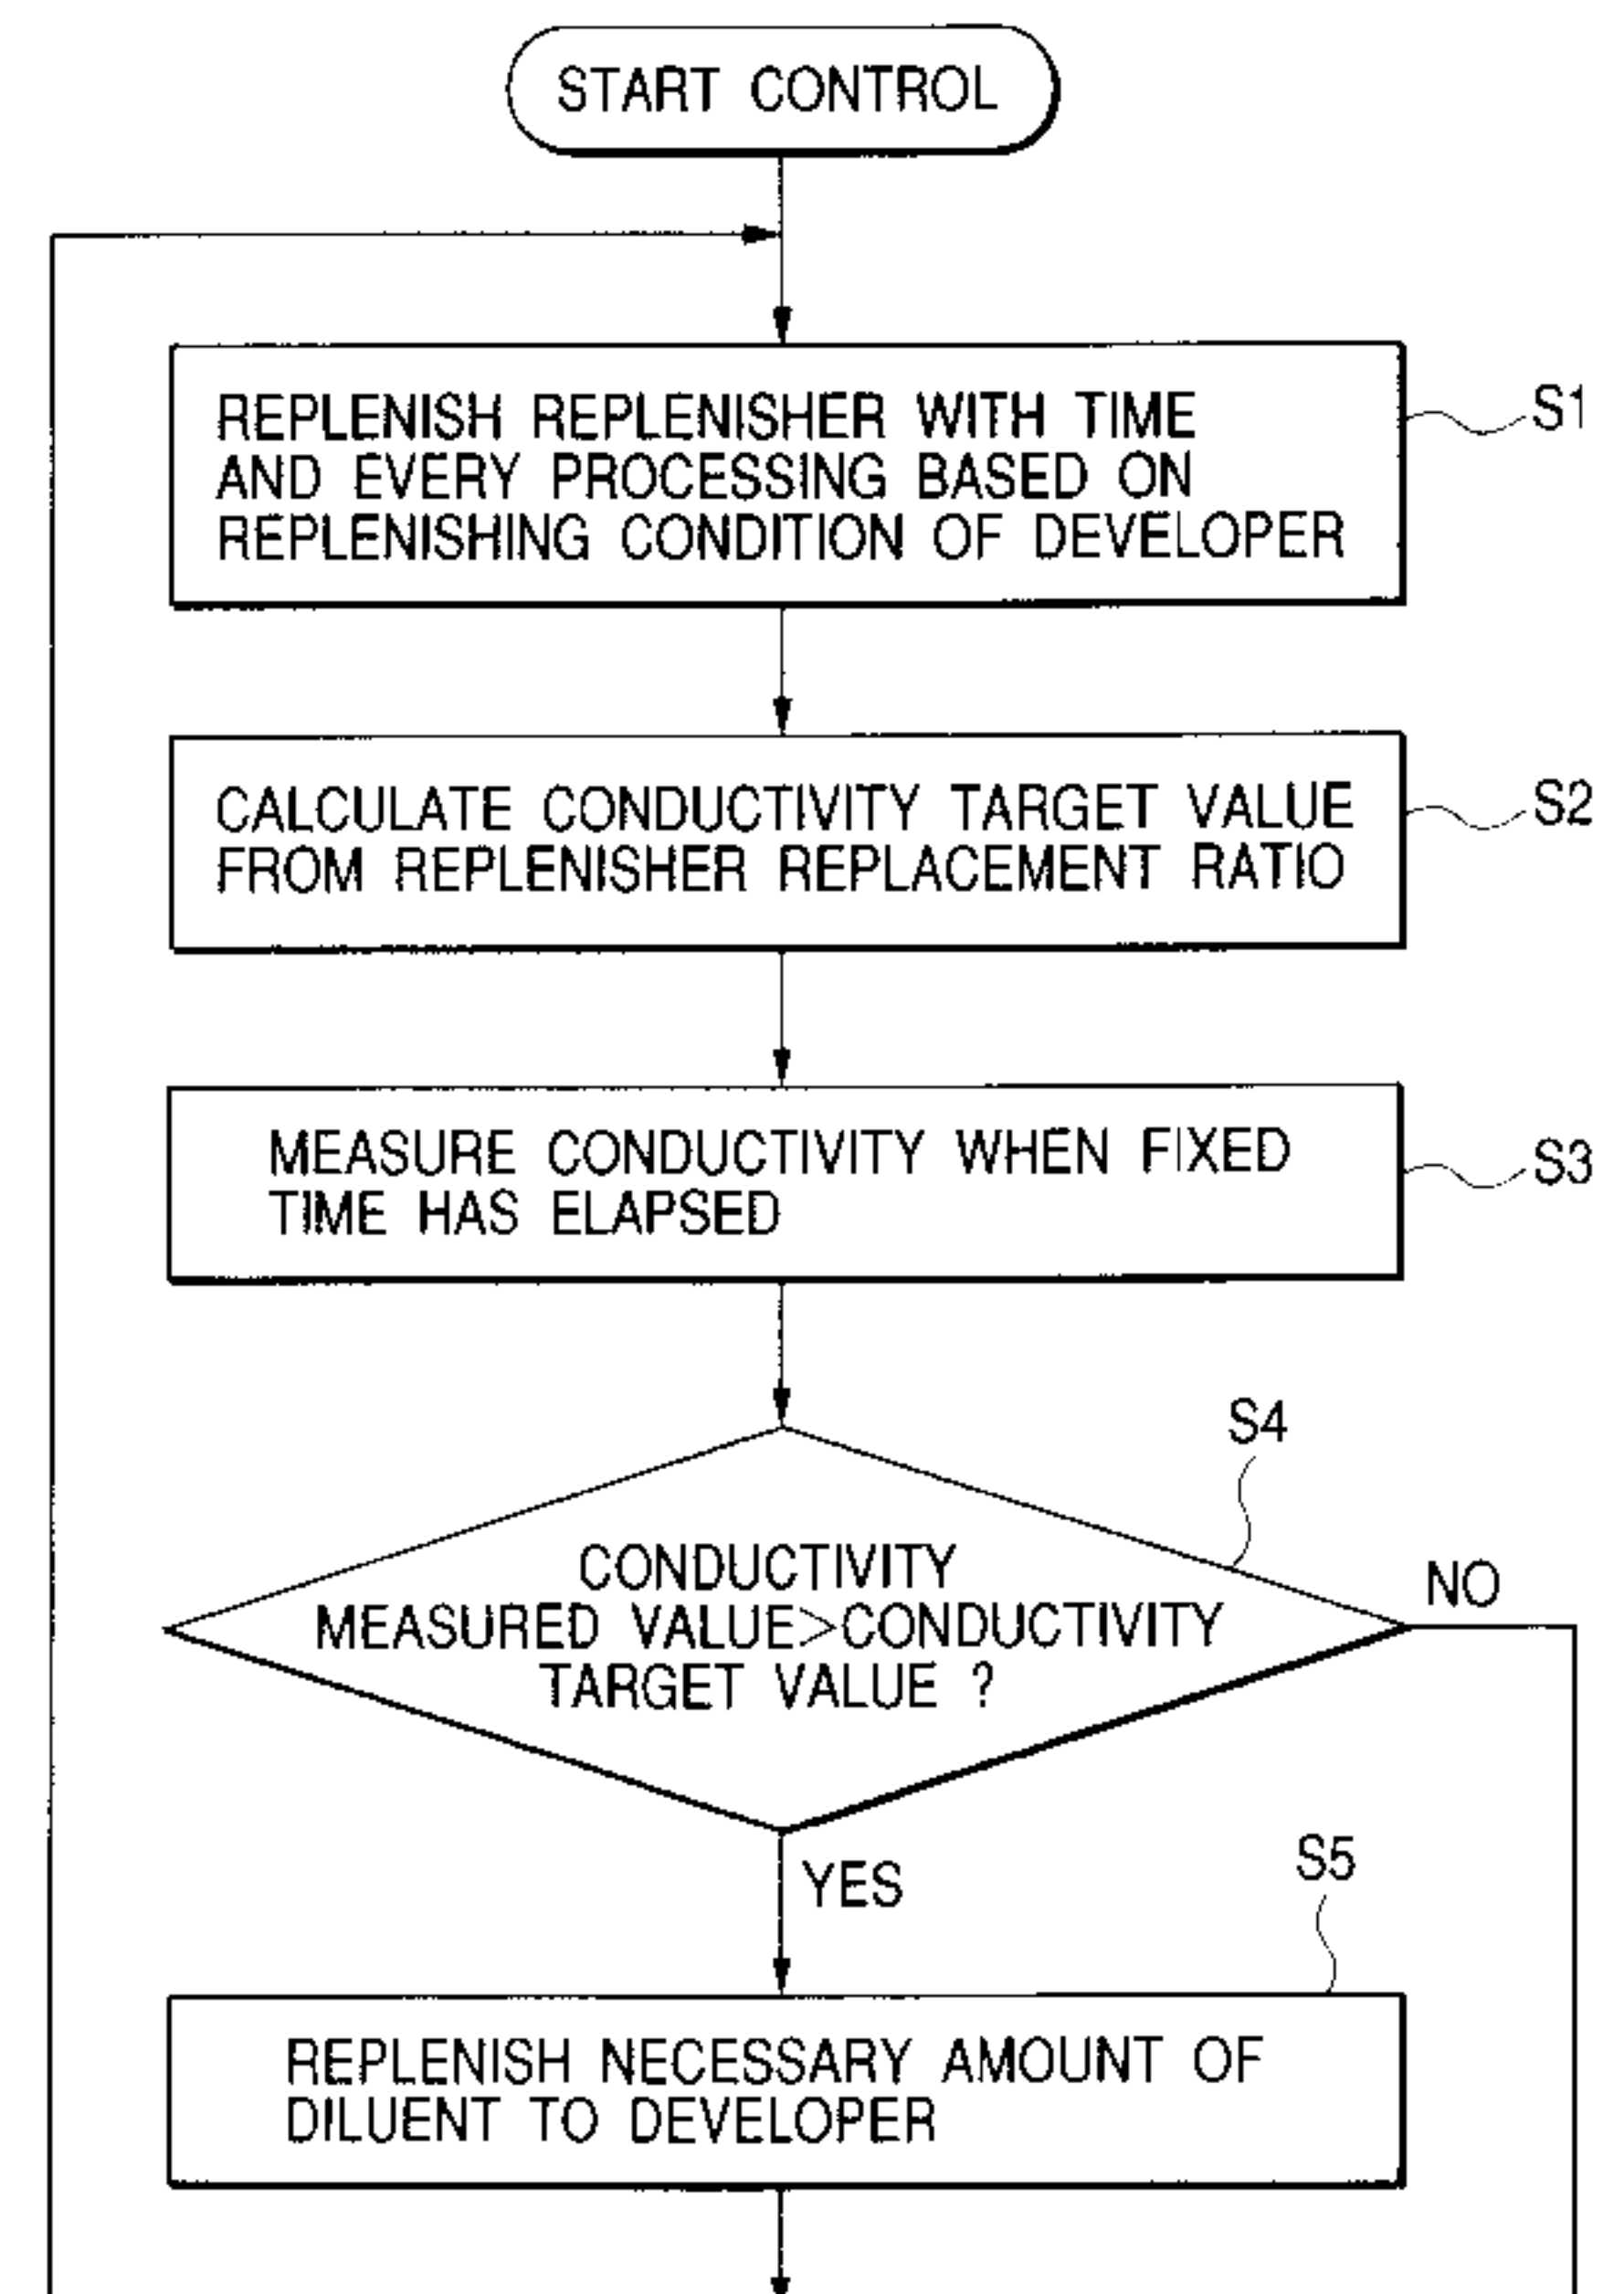 START CONTROL
REPLENISH REPLENISHER WITH TIME
AND EVERY PROCESSING BASED ON
REPLENISHING CONDITION OF DEVELOPER
S1
CALCULATE CONDUCTIVITY TARGET VALUE
FROM REPLENISHER REPLACEMENT RATIO
S2
MEASURE CONDUCTIVITY WHEN FIXED
TIME HAS ELAPSED
S3
S4
CONDUCTIVITY
MEASURED VALUE>CONDUCTIVITY
TARGET VALUE ?
NO
YES
S5
REPLENISH NECESSARY AMOUNT OF
DILUENT TO DEVELOPER